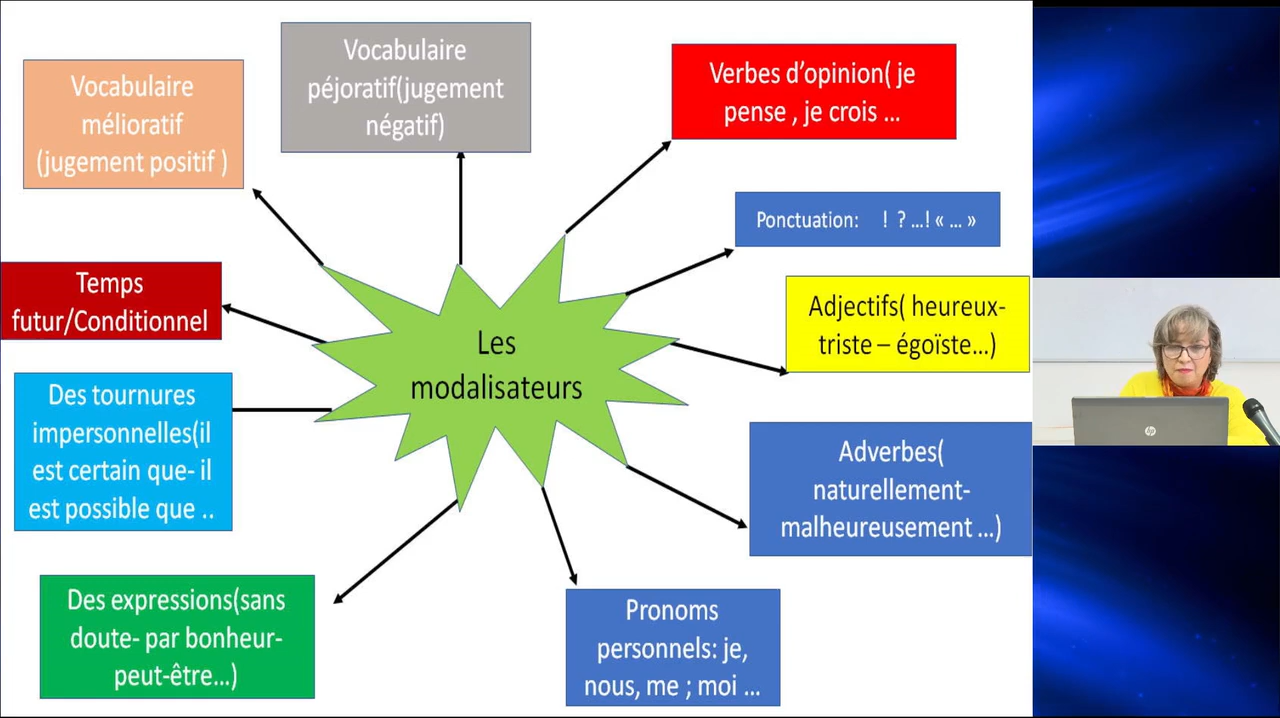 Vocabulaire
mélioratif
(jugement positif )
Vocabulaire
péjoratif(jugement
négatif)
Verbes d’opinion( je
pense , je crois ...
Ponctuation: ! ? ...! « ... »
Temps
futur/Conditionnel
Adjectifs( heureux-
triste – égoïste...)
Les
modalisateurs
Des tournures
impersonnelles(il
est certain que- il
est possible que ..
Adverbes(
naturellement-
malheureusement ...)
Des expressions(sans
doute- par bonheur-
peut-être...)
Pronoms
personnels: je,
nous, me ; moi ...
hp